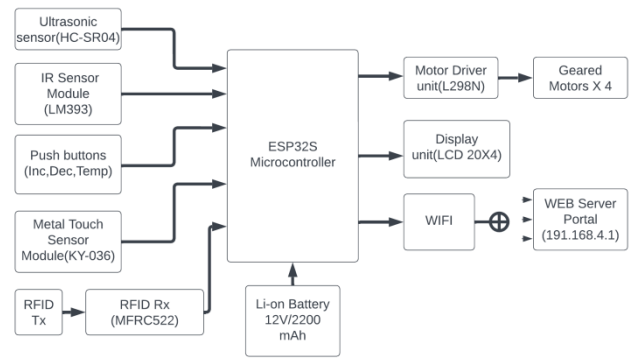 Ultrasonic
sensor(HC-SR04)
IR Sensor
Module
(LM393)
Push buttons
(Inc,Dec,Temp)
Metal Touch
Sensor
Module(KY-036)
RFID
Tx
RFID Rx
(MFRC522)
ESP32S
Microcontroller
Li-on Battery
12V/2200
mAh
Motor Driver
unit(L298N)
Geared
Motors X 4
Display
unit(LCD 20X4)
WIFI
WEB Server
Portal
(191.168.4.1)